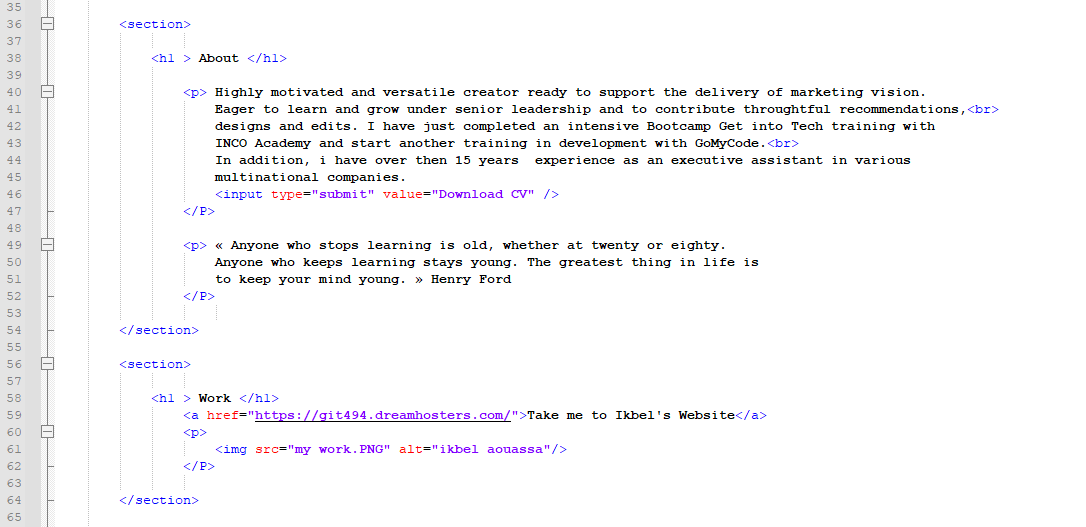 35
36 <section>
37
38 <h1 > About </h1>
39
40 <p> Highly motivated and versatile creator ready to support the delivery of marketing vision.
41 Eager to learn and grow under senior leadership and to contribute throughtful recommendations,<br>
42 designs and edits. I have just completed an intensive Bootcamp Get into Tech training with
43 INCO Academy and start another training in development with GoMyCode.<br>
44 In addition, i have over then 15 years  experience as an executive assistant in various
45 multinational companies.
46 <input type="submit" value="Download CV" />
47 </P>
48
49 <p> « Anyone who stops learning is old, whether at twenty or eighty.
50 Anyone who keeps learning stays young. The greatest thing in life is
51 to keep your mind young. » Henry Ford
52 </P>
53
54 </section>
55
56 <section>
57
58 <h1 > Work </h1>
59 <a href="https://git494.dreamhosters.com/">Take me to Ikbel's Website</a>
60 <p>
61 <img src="my work.PNG" alt="ikbel aouassa"/>
62 </P>
63
64 </section>
65